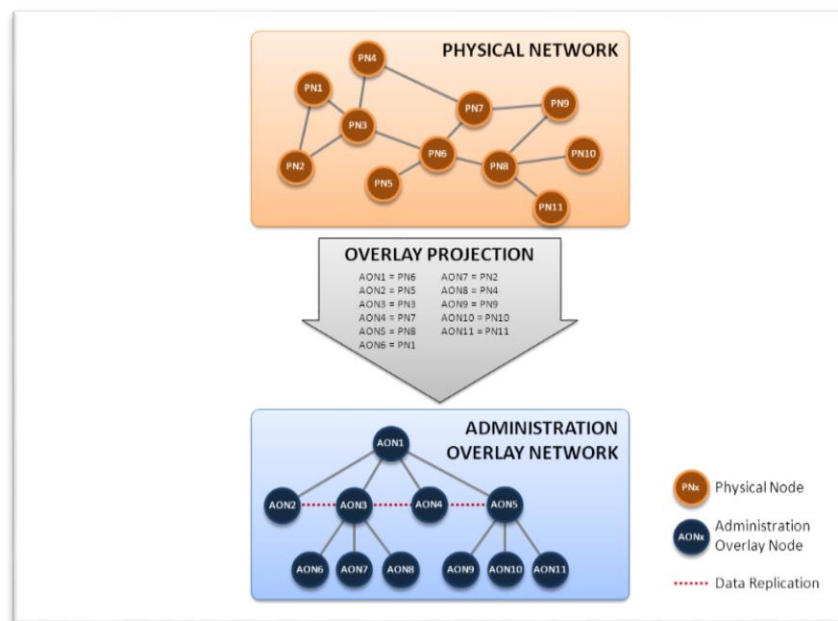 PHYSICAL NETWORK
PN4
PN1
PN9
PN7
PN3
PN6
PN10
PN2
PN8
PN5
PN11
OVERLAY PROJECTION
AON1 = PN6 AON7 = PN2
AON2 = PN5 AON8 = PN4
AON3 = PN3 AON9 = PN9
AON4 = PN7 AON10 = PN10
AON5 = PN8 AON11 = PN11
AON6 = PN1
ADMINISTRATION
OVERLAY NETWORK
AON1
AON2 AON3 AON4 AON5
AON6 AON7 AON8 AON9 AON10 AON11
PNx Physical Node
AONx Administration
Overlay Node
Data Replication